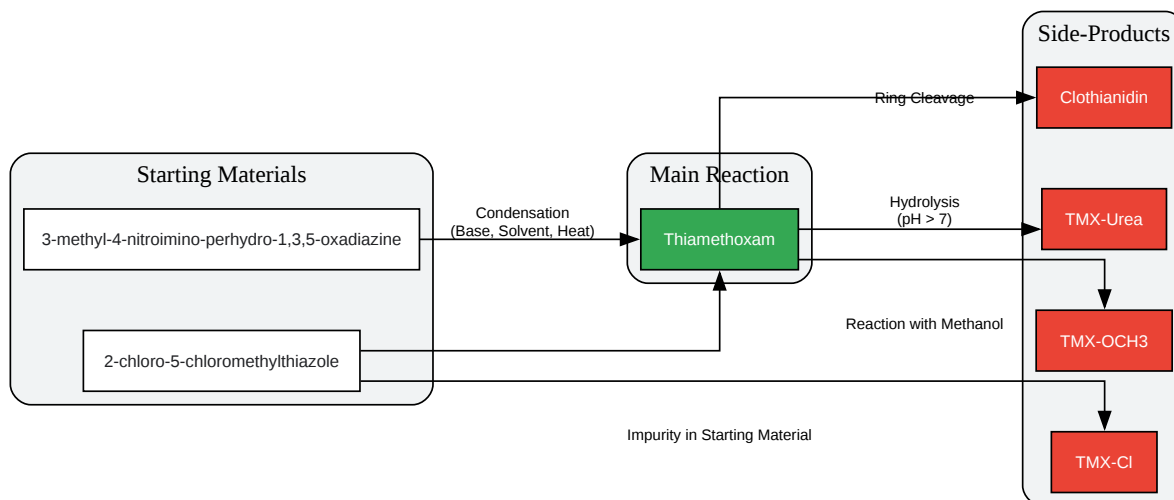 Side-Products
Ring Cleavage
Clothianidin
Starting Materials
Main Reaction
3-methyl-4-nitroimino-perhydro-1,3,5-oxadiazine
Condensation
(Base, Solvent, Heat)
Thiamethoxam
Hydrolysis
(pH > 7)
TMX-Urea
Reaction with Methanol
TMX-OCH3
2-chloro-5-chloromethylthiazole
Impurity in Starting Material
TMX-Cl